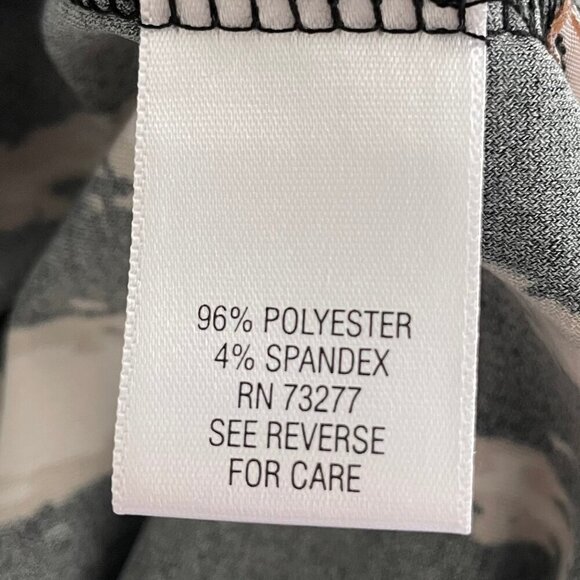 96% POLYESTER
4% SPANDEX
RN 73277
SEE REVERSE
FOR CARE